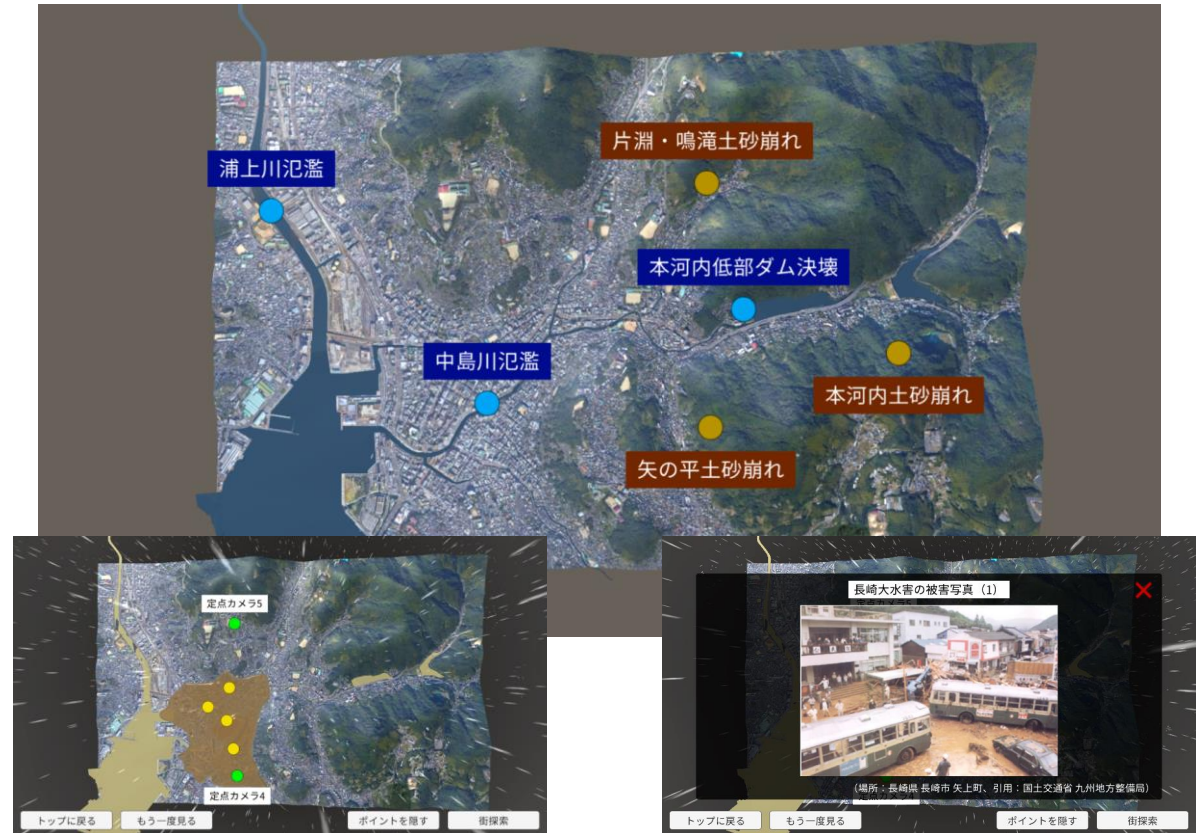 片淵・鳴滝土砂崩れ
浦上川氾濫
本河内低部ダム決壊
中島川氾濫
本河内土砂崩れ
矢の平土砂崩れ
定点カメラ5
定点カメラ4
トップに戻る
もう一度見る
ポイントを隠す
街探索
長崎大水害の被害写真（1）
（場所：長崎県 長崎市 矢上町、引用：国土交通省 九州地方整備局）
トップに戻る
もう一度見る
ポイントを隠す
街探索